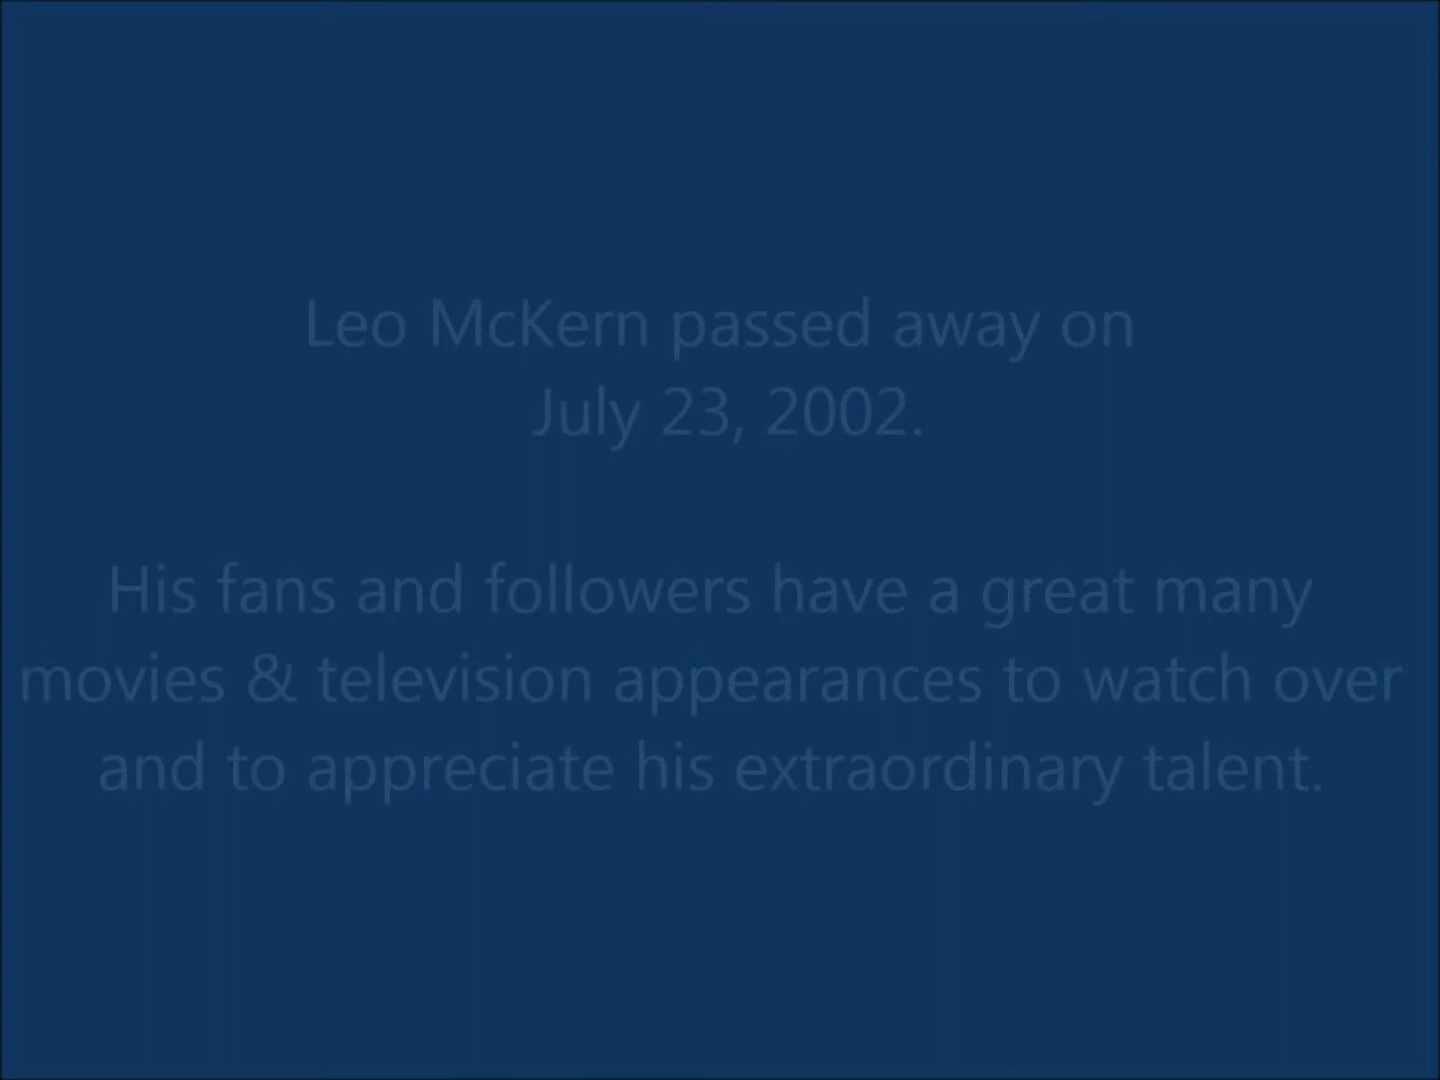 Leo McKern passed away on
July 23, 2002.
His fans and followers have a great many
movies & television appearances to watch over
and to appreciate his extraordinary talent.